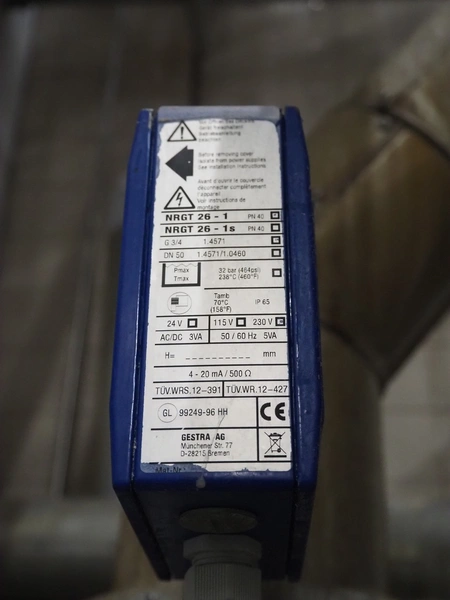 Before removing cover
isolate from power supplies.
See installation instructions.
Avant d'ouvrir le couvercle
déconnecter complètement
l'appareil
Voir instructions de
montage
NRGT 26 - 1 PN 40
NRGT 26 - 1s PN 40
G 3/4 1.4571
DN 50 1.4571/1.0460
Pmax 32 bar (464psi)
Tmax 238°C (460°F)
Tamb
70°C IP 65
(158°F)
24 V 115 V 230 V
AC/DC 3VA 50 / 60 Hz 5VA
H= __________ mm
4 - 20 mA / 500 Ω
TÜV.WRS.12-391 TÜV.WR.12-427
GL 99249-96 HH CE
GESTRA AG
Münchener Str. 77
D-28215 Bremen